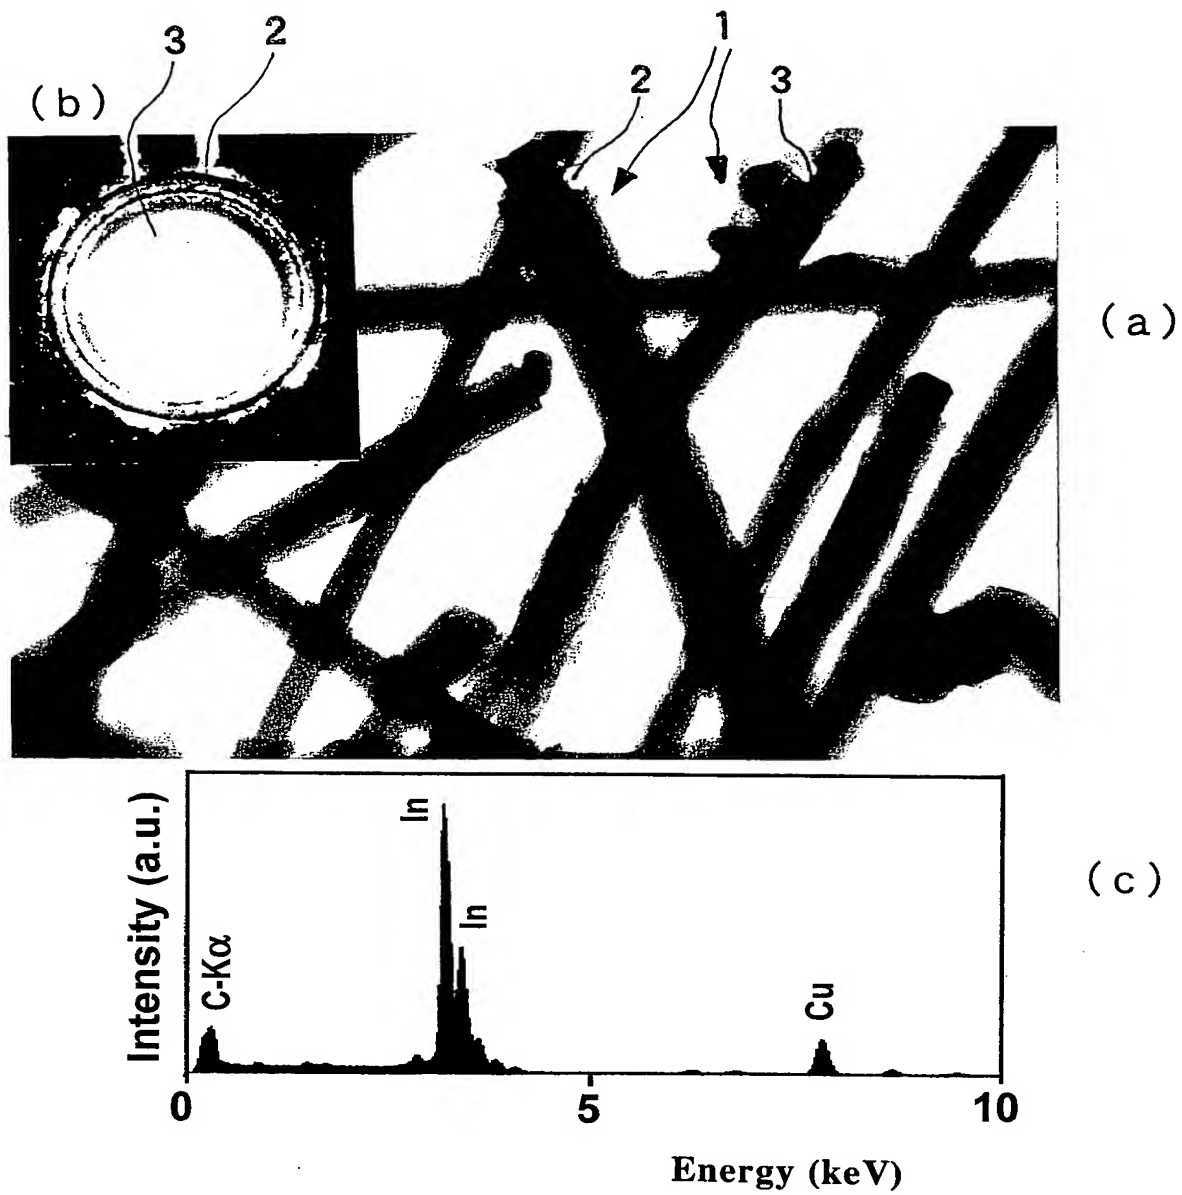 3 2 1
(b) 2 3
(a)
In
In
C-Kα
Cu
Intensity (a.u.)
(c)
0 5 10
Energy (keV)